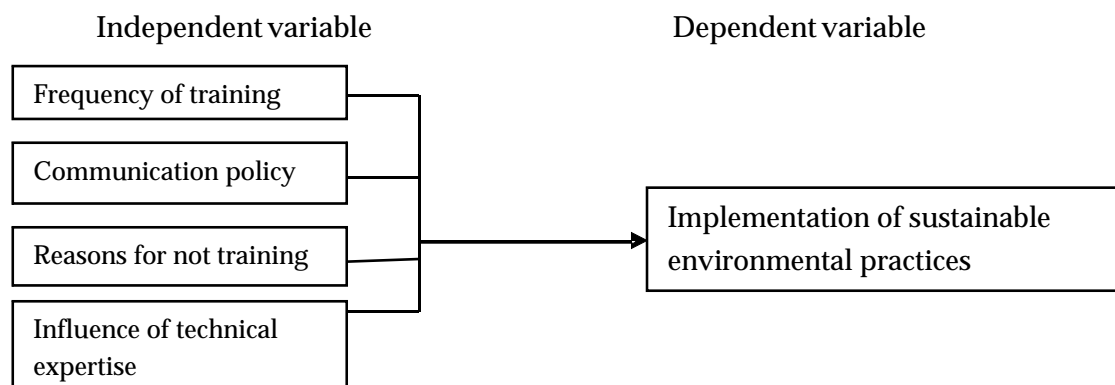 Independent variable
Dependent variable
Frequency of training
Communication policy
Reasons for not training
Influence of technical
expertise
Implementation of sustainable
environmental practices